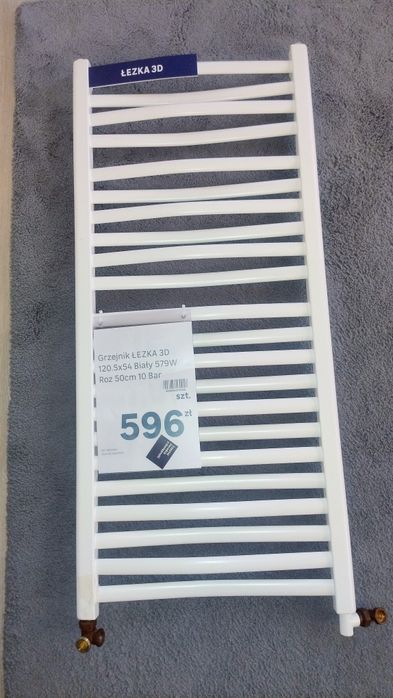 ŁEZKA 3D
Grzejnik ŁEZKA 3D
120.5x54 Biały 579W
Roz 50cm 10 Bar
szt.
596 zł